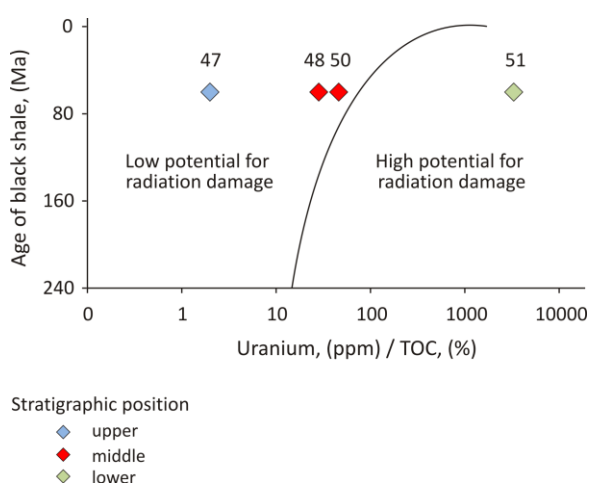 0
80
160
240
Age of black shale, (Ma)
47
48 50
51
Low potential for
radiation damage
High potential for
radiation damage
0 1 10 100 1000 10000
Uranium, (ppm) / TOC, (%)
Stratigraphic position
upper
middle
lower